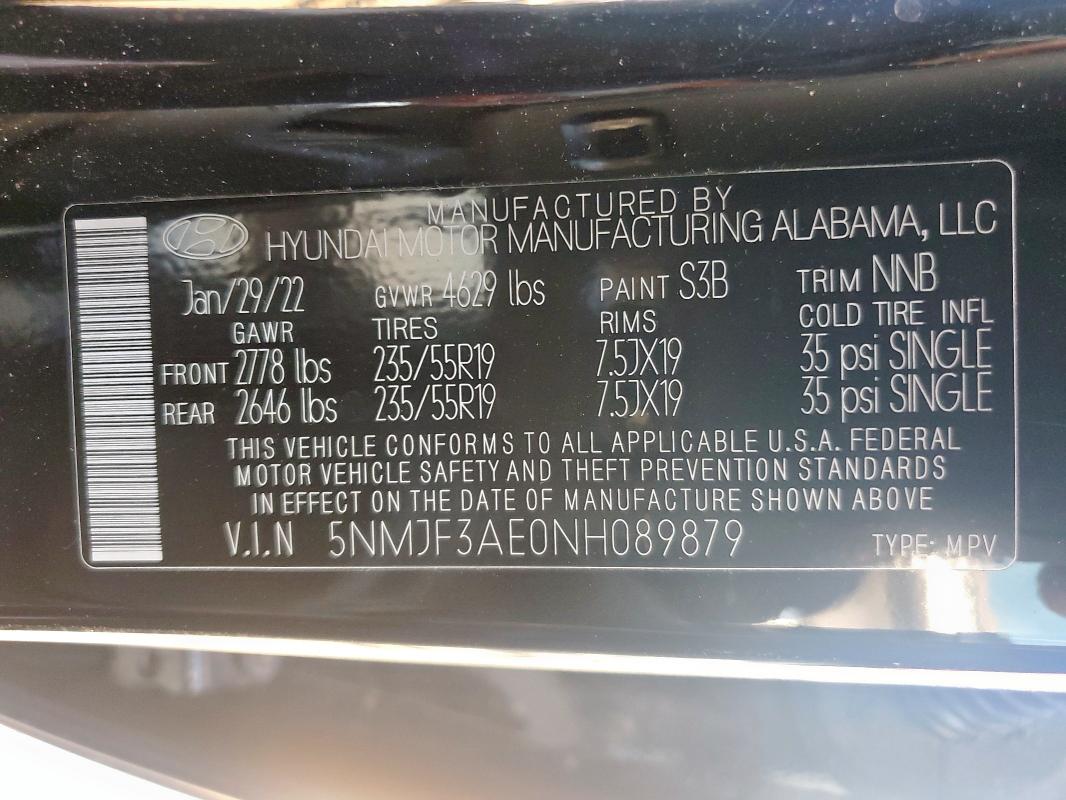 MANUFACTURED BY
HYUNDAI MOTOR MANUFACTURING ALABAMA, LLC
Jan/29/22 GVWR 4629 lbs PAINT S3B TRIM NNB
GAWR TIRES RIMS COLD TIRE INFL
FRONT 2778 lbs 235/55R19 7.5JX19 35 psi SINGLE
REAR 2646 lbs 235/55R19 7.5JX19 35 psi SINGLE
THIS VEHICLE CONFORMS TO ALL APPLICABLE U.S.A. FEDERAL
MOTOR VEHICLE SAFETY AND THEFT PREVENTION STANDARDS
IN EFFECT ON THE DATE OF MANUFACTURE SHOWN ABOVE
V.I.N 5NMJF3AE0NH089879 TYPE: MPV